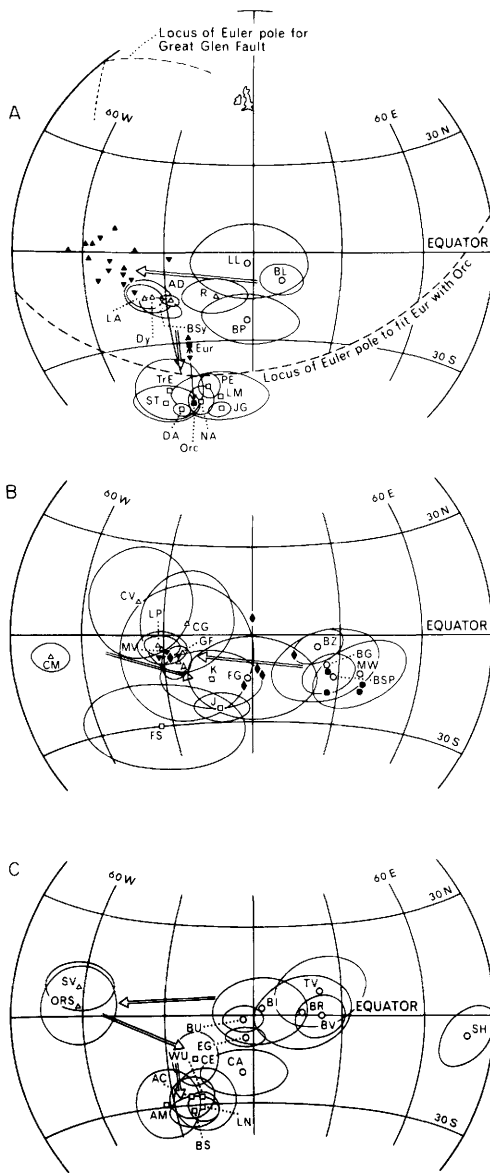 Locus of Euler pole for
Great Glen Fault
A
60 W
60 E
30 N
LL
EQUATOR
BL
AD
R
LA
BSy
BP
Dy
Eur
Locus of Euler pole to fit Eur with Orc
30 S
TrE
PE
ST
LM
JG
DA
NA
Orc
B
60 W
60 E
30 N
CV
LP
CG
EQUATOR
MV
GF
BZ
CM
K
BG
FG
MW
BSP
J
FS
30 S
C
60 W
60 E
30 N
SV
TV
ORS
BI
BR
EQUATOR
BU
BV
SH
EG
WU
CE
CA
AC
AM
LN
30 S
BS